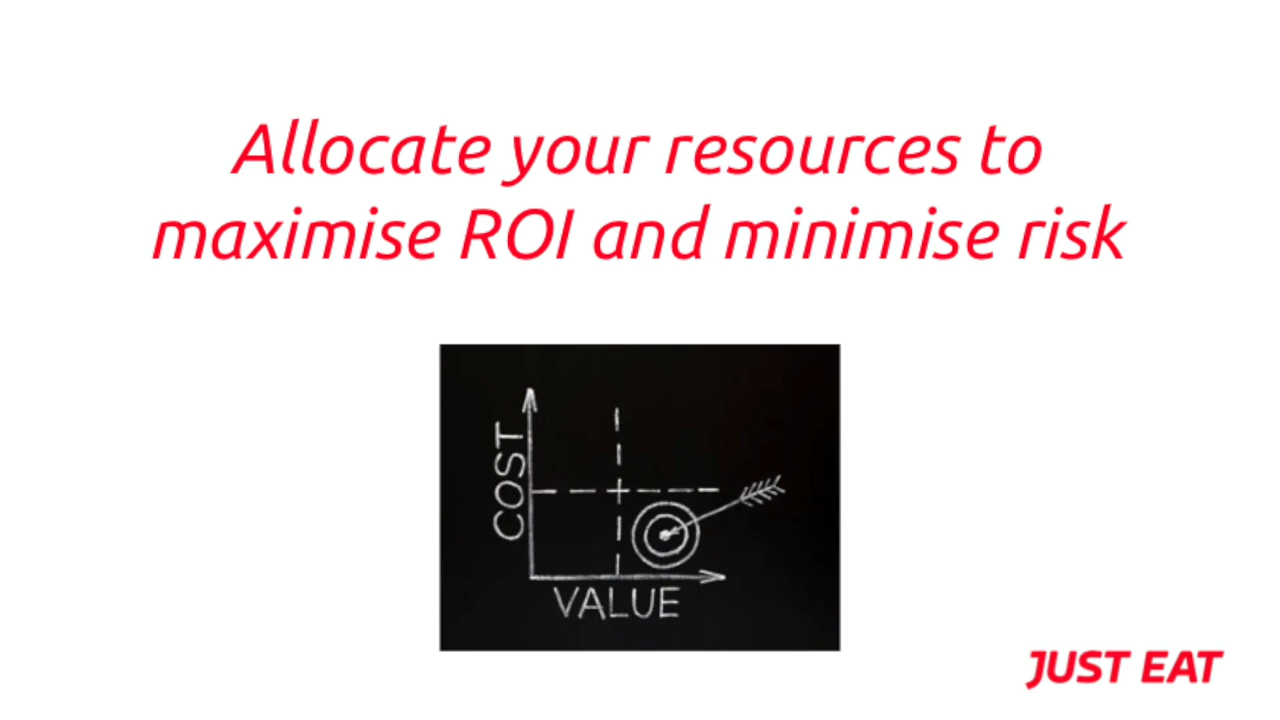 Allocate your resources to
maximise ROI and minimise risk
COST
VALUE
JUST EAT